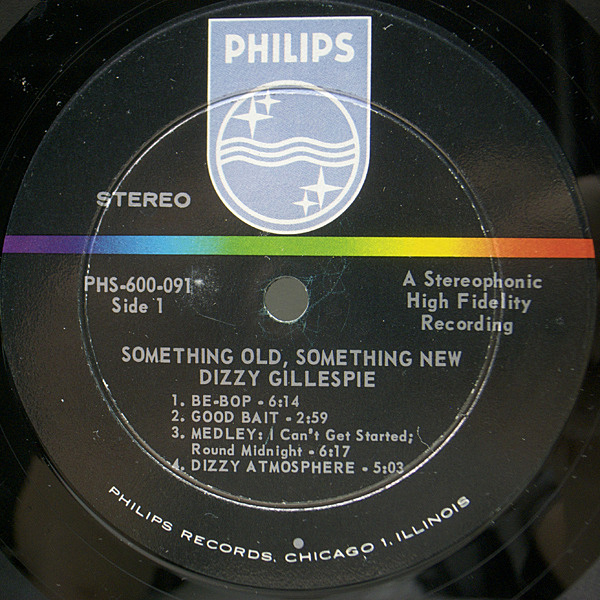 PHILIPS
STEREO
PHS-600-091
Side 1
A Stereophonic
High Fidelity
Recording
SOMETHING OLD, SOMETHING NEW
DIZZY GILLESPIE
1. BE-BOP - 6:14
2. GOOD BAIT - 2:59
3. MEDLEY: I Can't Get Started;
Round Midnight - 6:17
4. DIZZY ATMOSPHERE - 5:03
PHILIPS RECORDS, CHICAGO 1, ILLINOIS